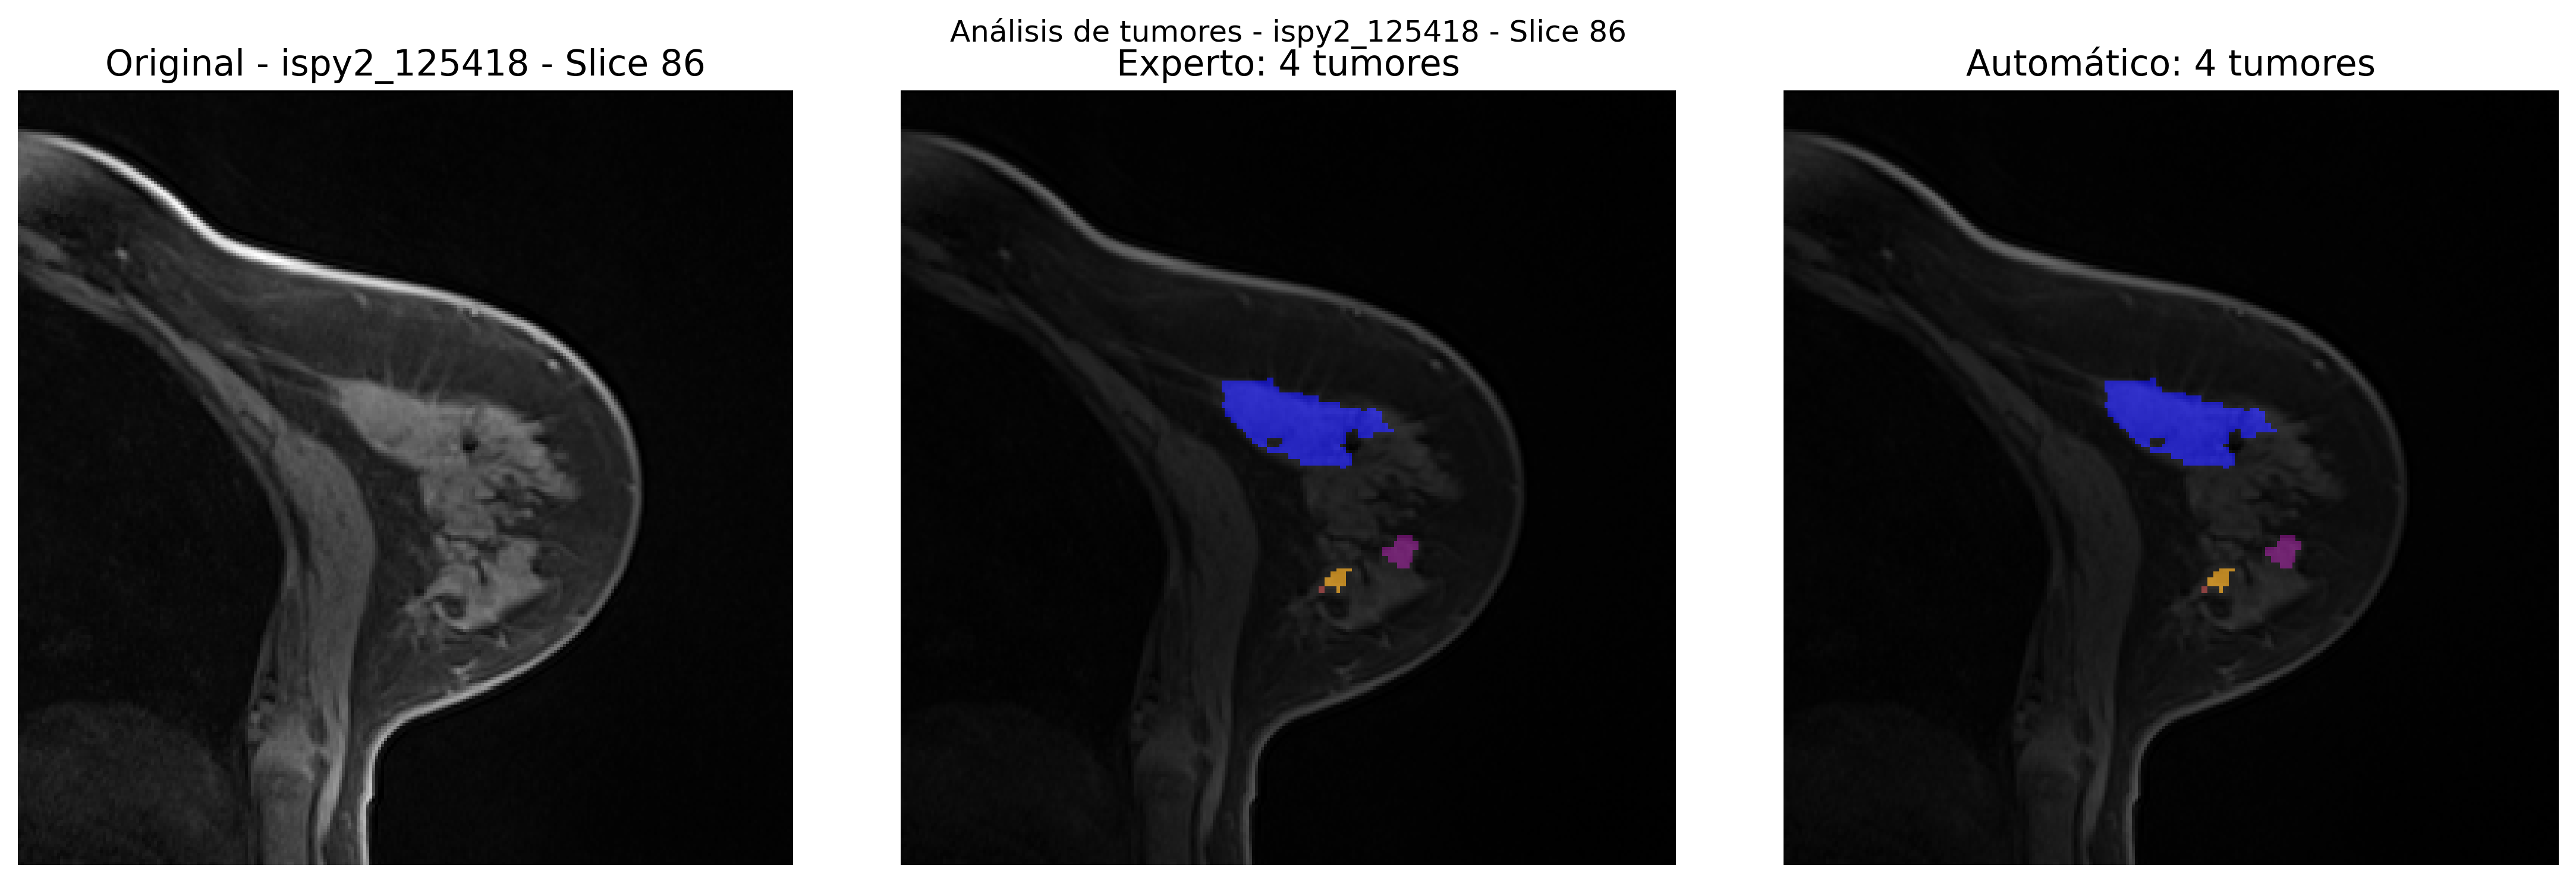 Análisis de tumores - ispy2_125418 - Slice 86
Original - ispy2_125418 - Slice 86
Experto: 4 tumores
Automático: 4 tumores